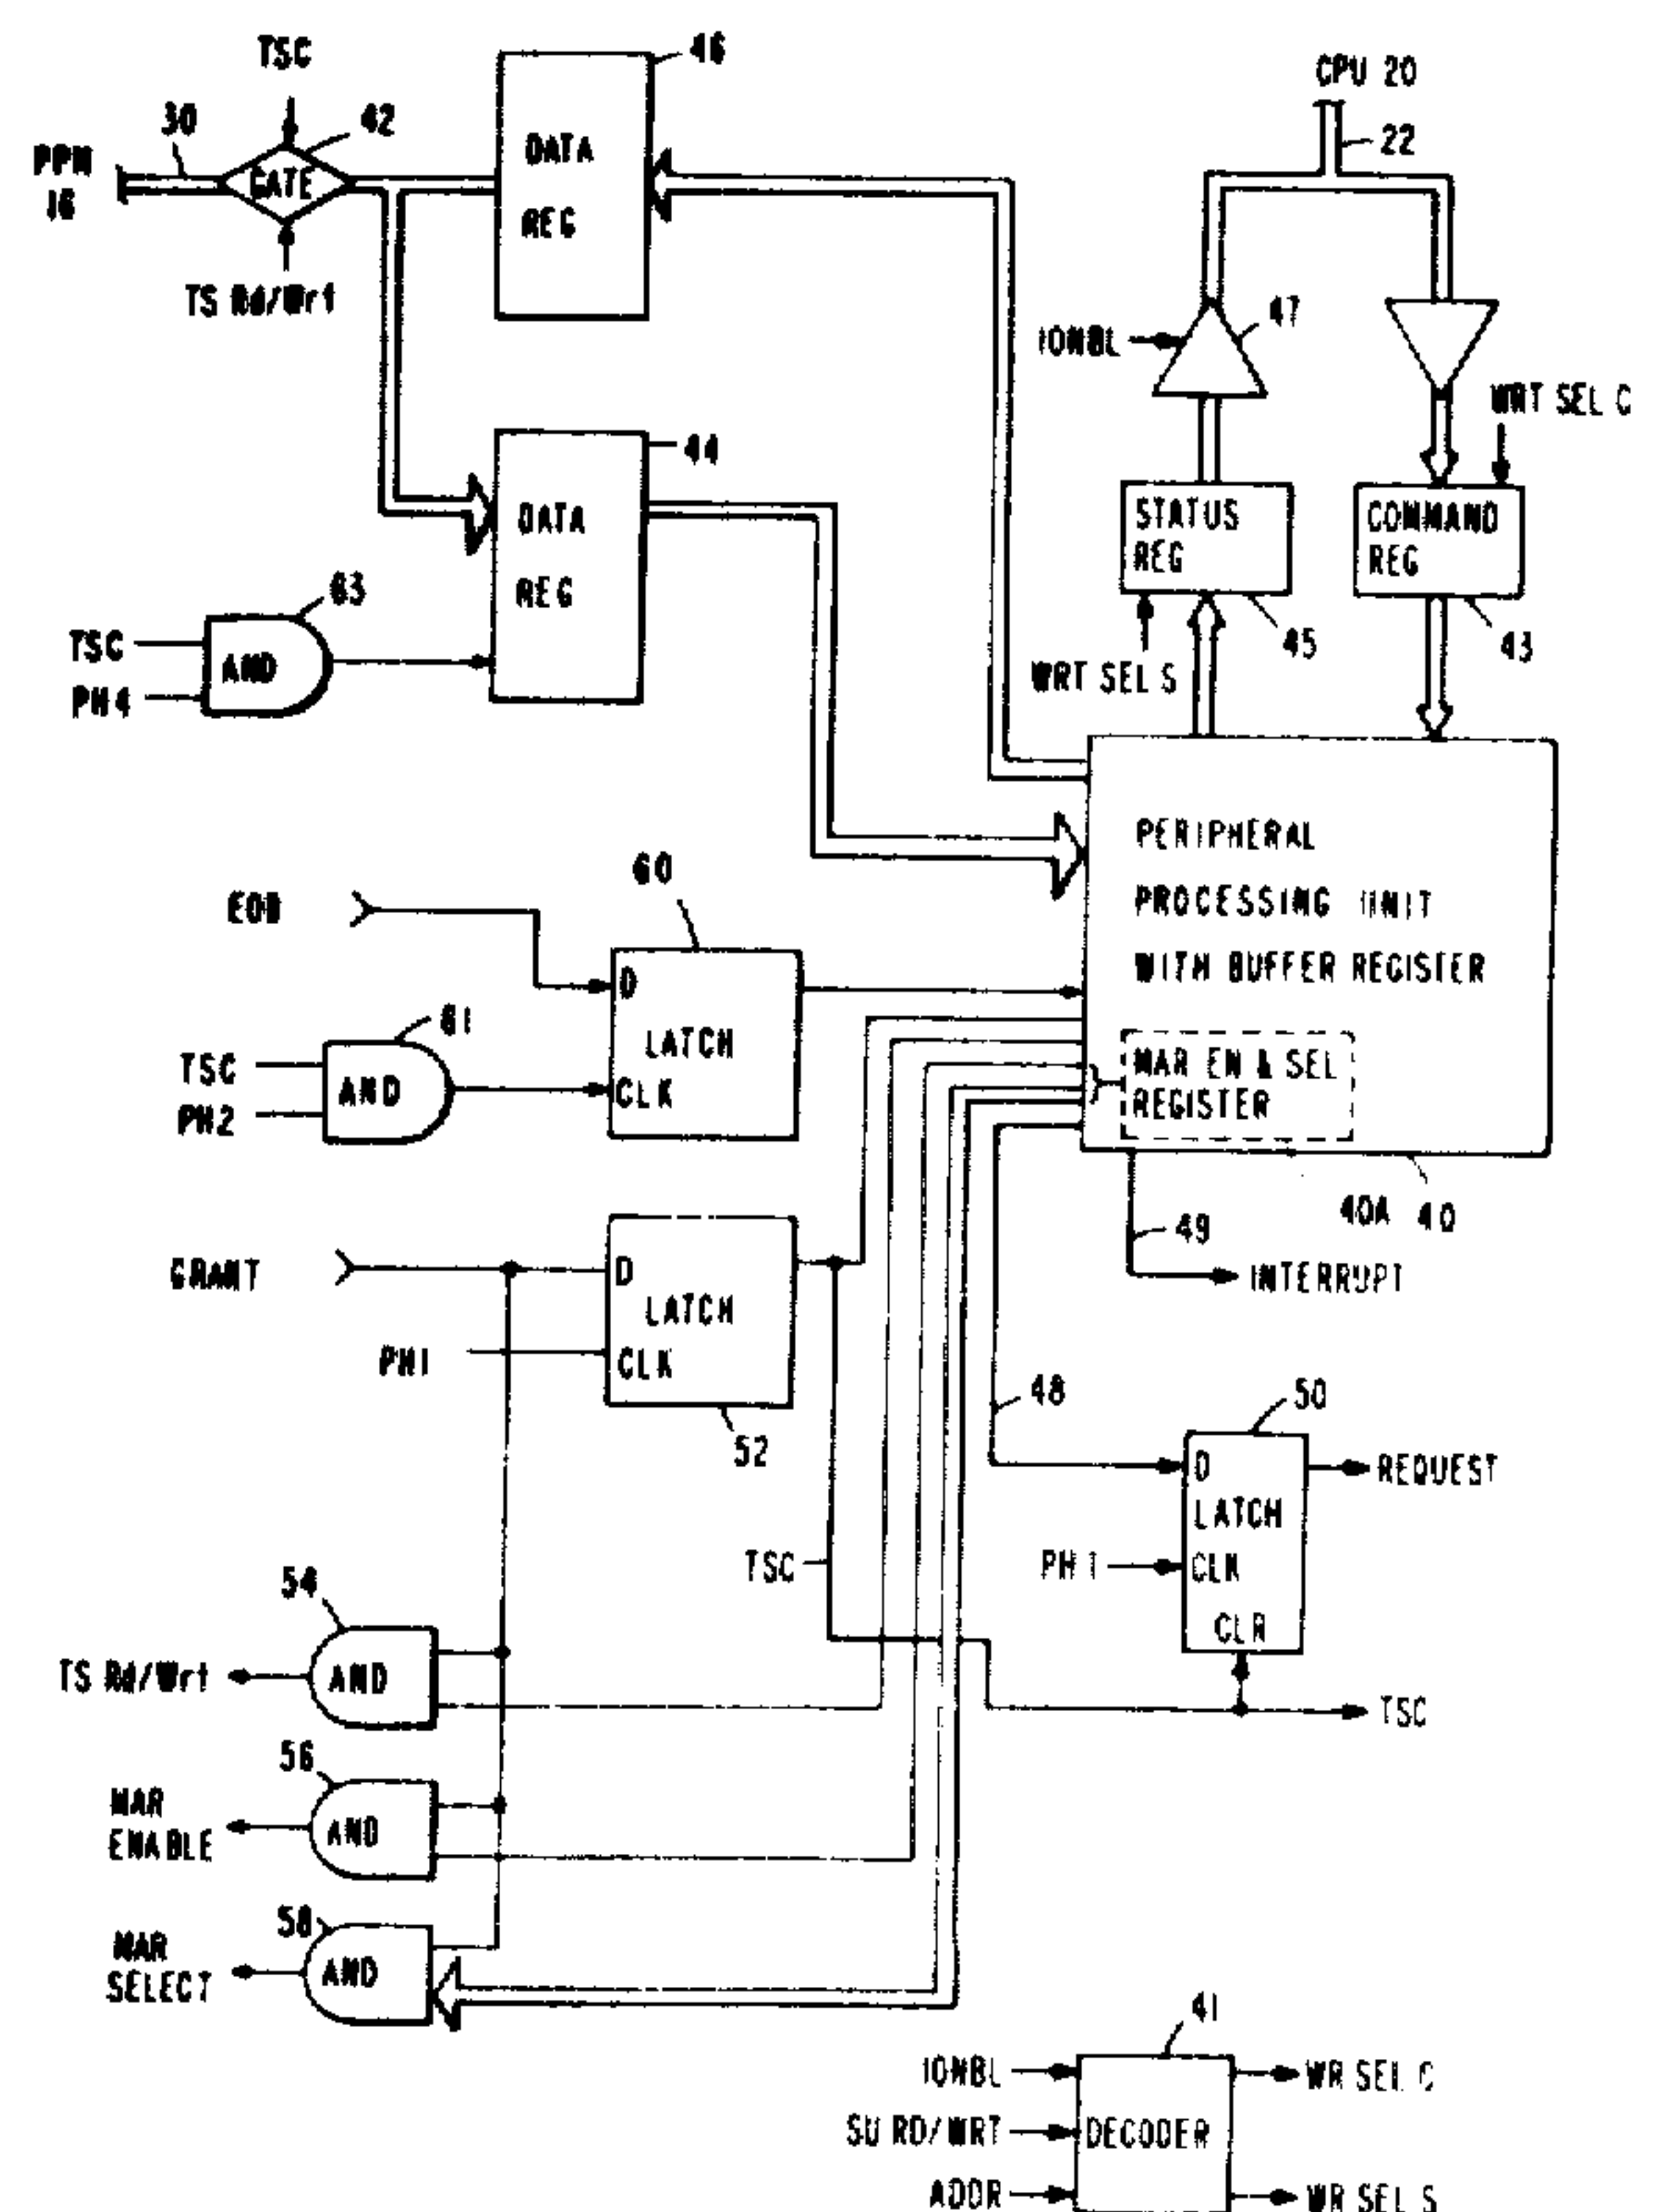 TSC
46
CPU 20
30
42
22
PPM
16
GATE
DATA
REG
TS Rd/Wrt
47
IONBL
WRT SEL C
44
DATA
REG
STATUS
REG
COMMAND
REG
63
TSC
AND
PH4
45
43
WRT SEL S
PERIPHERAL
PROCESSING UNIT
WITH BUFFER REGISTER
60
EOD
D
LATCH
CLK
61
TSC
AND
PH2
MAR EN & SEL
REGISTER
40A 40
49
INTERRUPT
GRANT
D
LATCH
PH1
CLK
52
48
50
D
REQUEST
LATCH
TSC
PH 1
CLK
CLR
54
TS Rd/Wrt
AND
TSC
56
MAR
ENABLE
AND
58
MAR
SELECT
AND
41
IONBL
WR SEL C
SU RD/WRT
DECODER
ADDR
WR SEL S